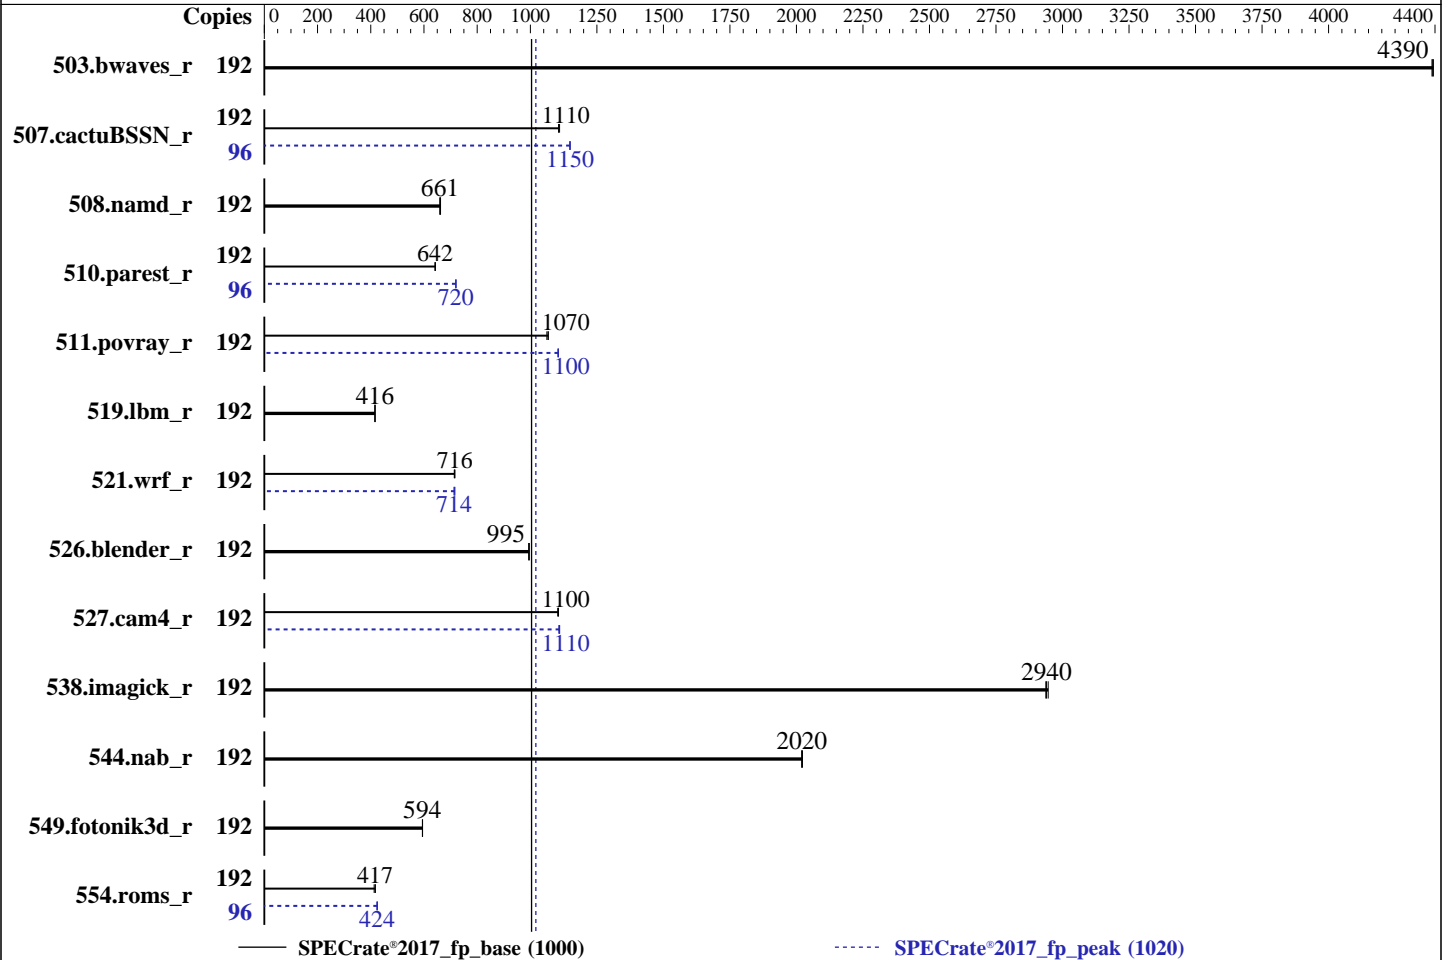 Copies 0 200 400 600 800 1000 1250 1500 1750 2000 2250 2500 2750 3000 3250 3500 3750 4000 4400
503.bwaves_r 192 4390
507.cactuBSSN_r 192 1110
96 1150
508.namd_r 192 661
510.parest_r 192 642
96 720
511.povray_r 192 1070
1100
519.lbm_r 192 416
521.wrf_r 192 716
714
526.blender_r 192 995
527.cam4_r 192 1100
1110
538.imagick_r 192 2940
544.nab_r 192 2020
549.fotonik3d_r 192 594
554.roms_r 192 417
96 424
SPECrate®2017_fp_base (1000) SPECrate®2017_fp_peak (1020)